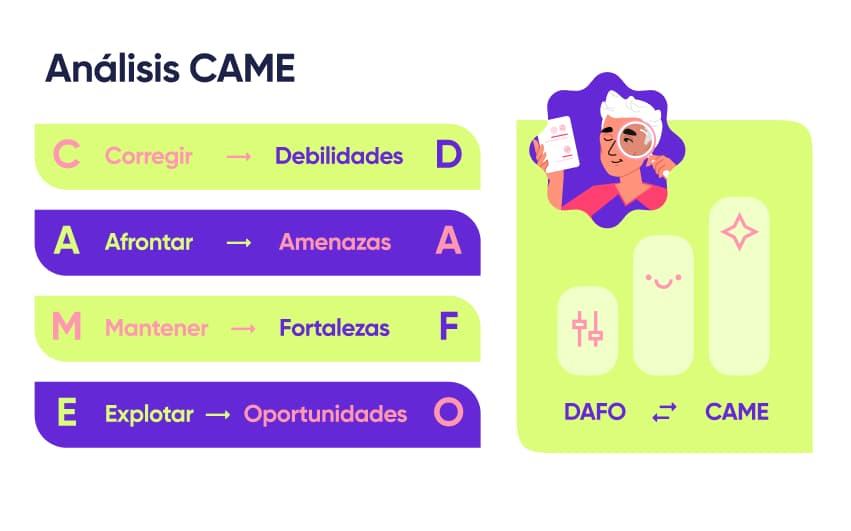 Análisis CAME
C Corregir → Debilidades D
A Afrontar → Amenazas A
M Mantener → Fortalezas F
E Explotar → Oportunidades O
DAFO ⇄ CAME